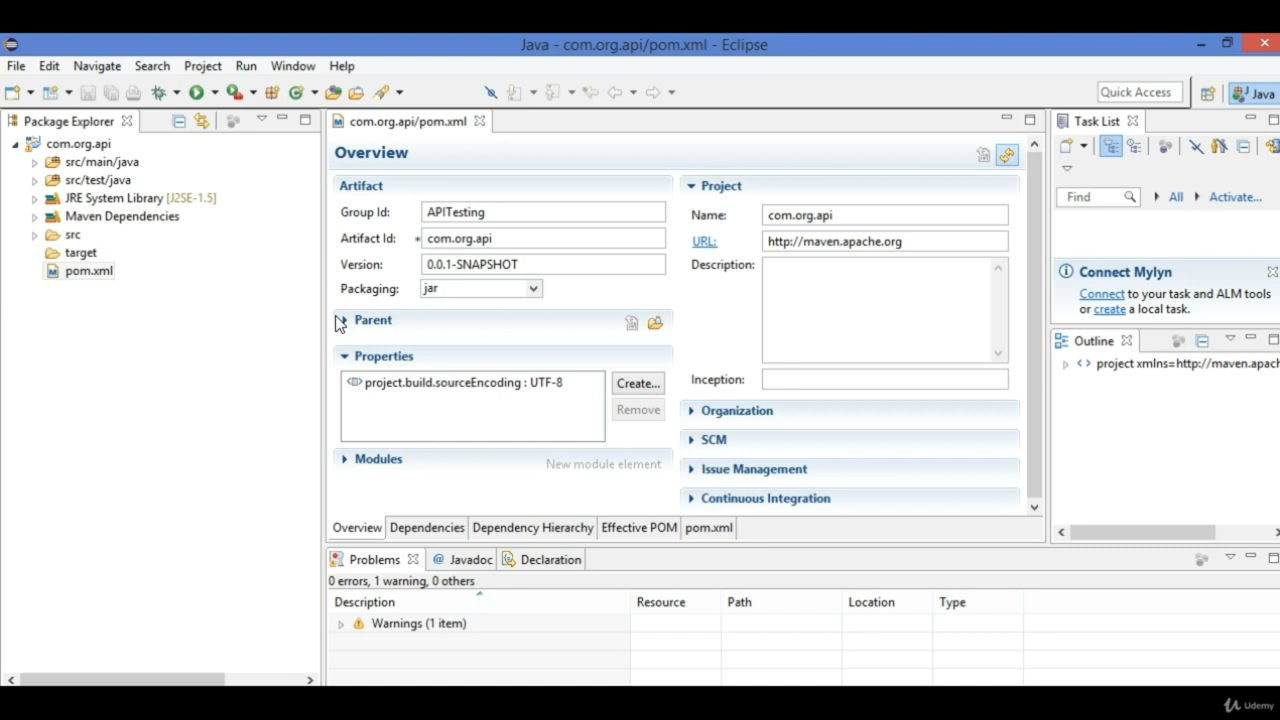 Java - com.org.api/pom.xml - Eclipse
File Edit Navigate Search Project Run Window Help
Quick Access
Java
Package Explorer
com.org.api
src/main/java
src/test/java
JRE System Library [J2SE-1.5]
Maven Dependencies
src
target
pom.xml
com.org.api/pom.xml
Overview
Artifact
Group Id: APITesting
Artifact Id: * com.org.api
Version: 0.0.1-SNAPSHOT
Packaging: jar
Parent
Properties
project.build.sourceEncoding : UTF-8
Create...
Remove
Modules
New module element
Project
Name: com.org.api
URL: http://maven.apache.org
Description:
Inception:
Organization
SCM
Issue Management
Continuous Integration
Overview Dependencies Dependency Hierarchy Effective POM pom.xml
Task List
Find All Activate...
Connect Mylyn
Connect to your task and ALM tools
or create a local task.
Outline
project xmlns=http://maven.apach
Problems @ Javadoc Declaration
0 errors, 1 warning, 0 others
Description Resource Path Location Type
Warnings (1 item)
Udemy